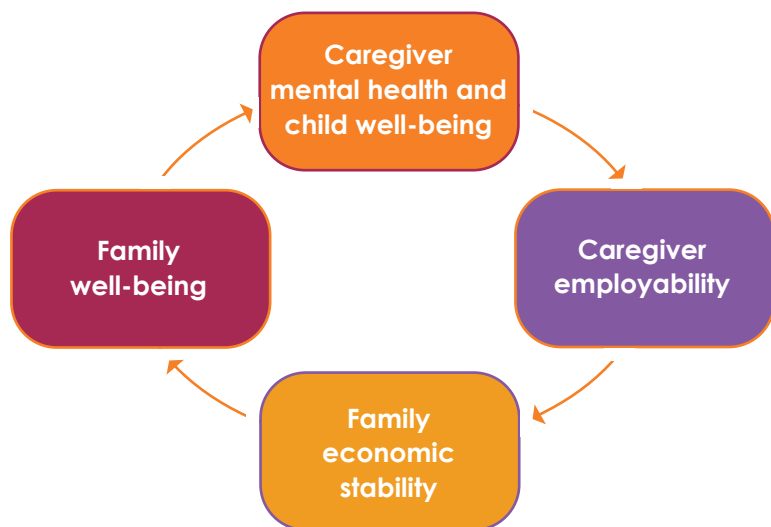 Caregiver
mental health and
child well-being
Caregiver
employability
Family
economic
stability
Family
well-being